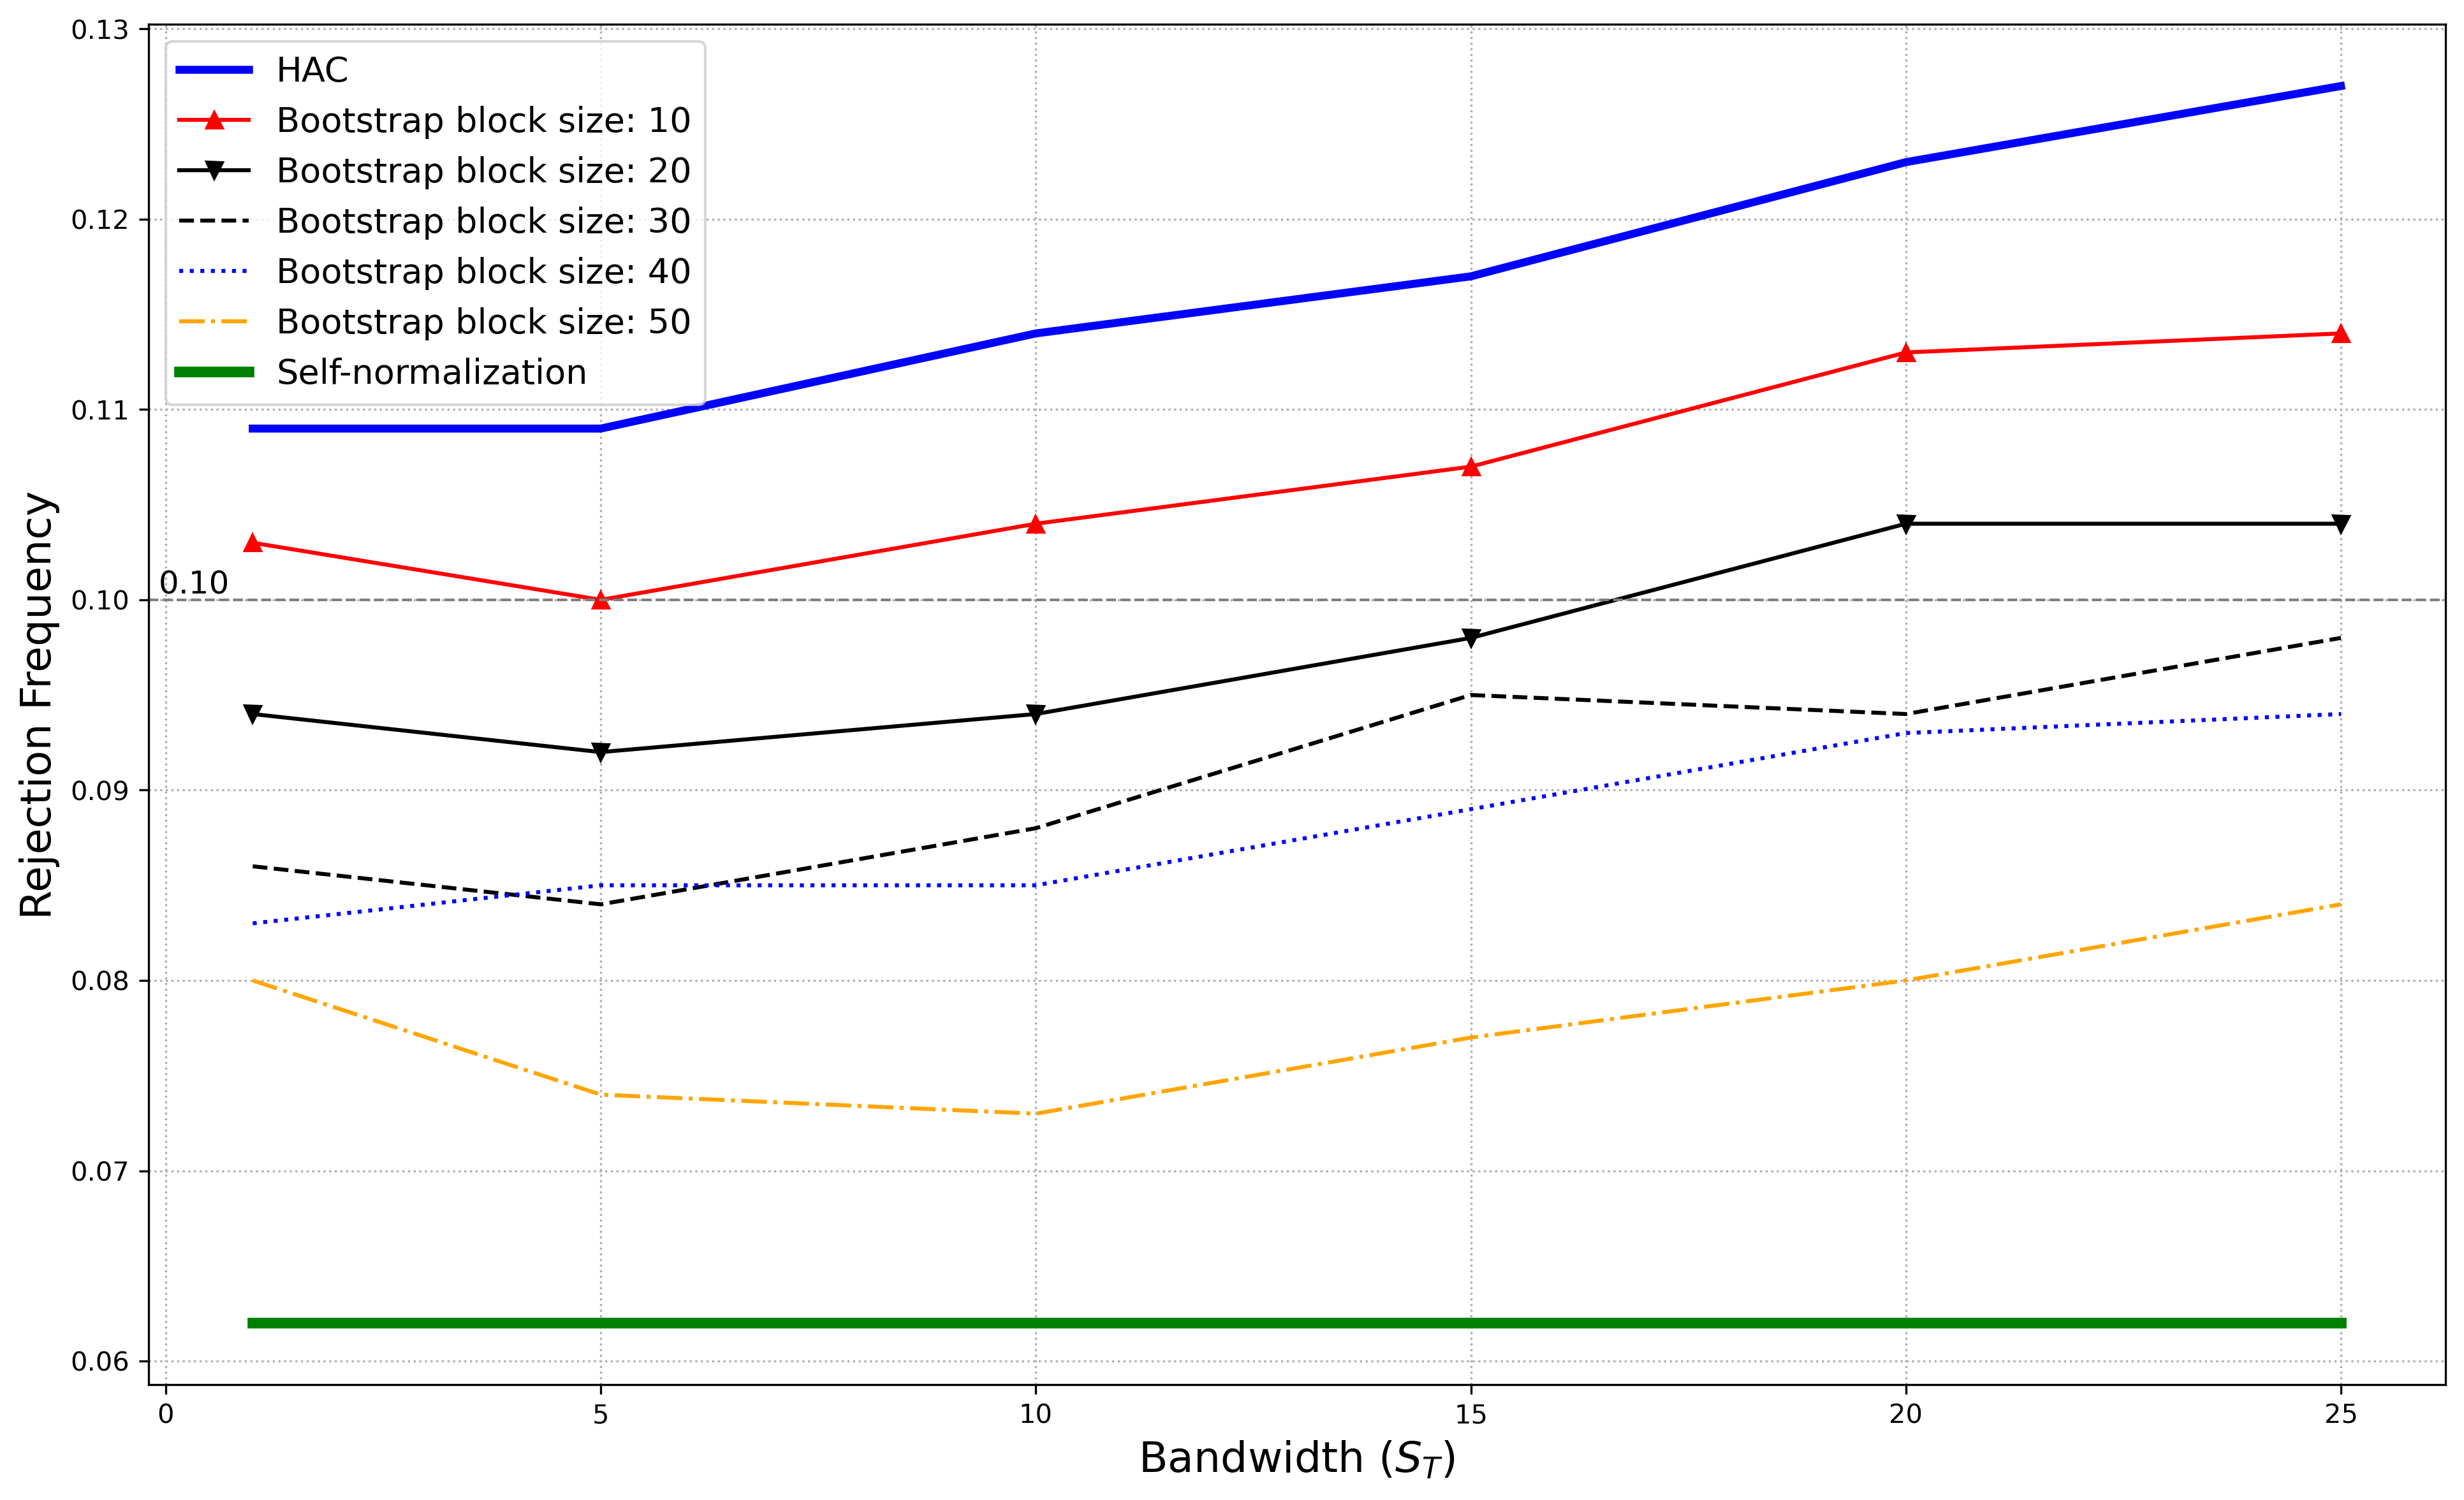 HAC
Bootstrap block size: 10
Bootstrap block size: 20
Bootstrap block size: 30
Bootstrap block size: 40
Bootstrap block size: 50
Self-normalization
0.13
0.12
0.11
0.10
0.10
0.09
0.08
0.07
0.06
Rejection Frequency
0 5 10 15 20 25
Bandwidth (S_T)